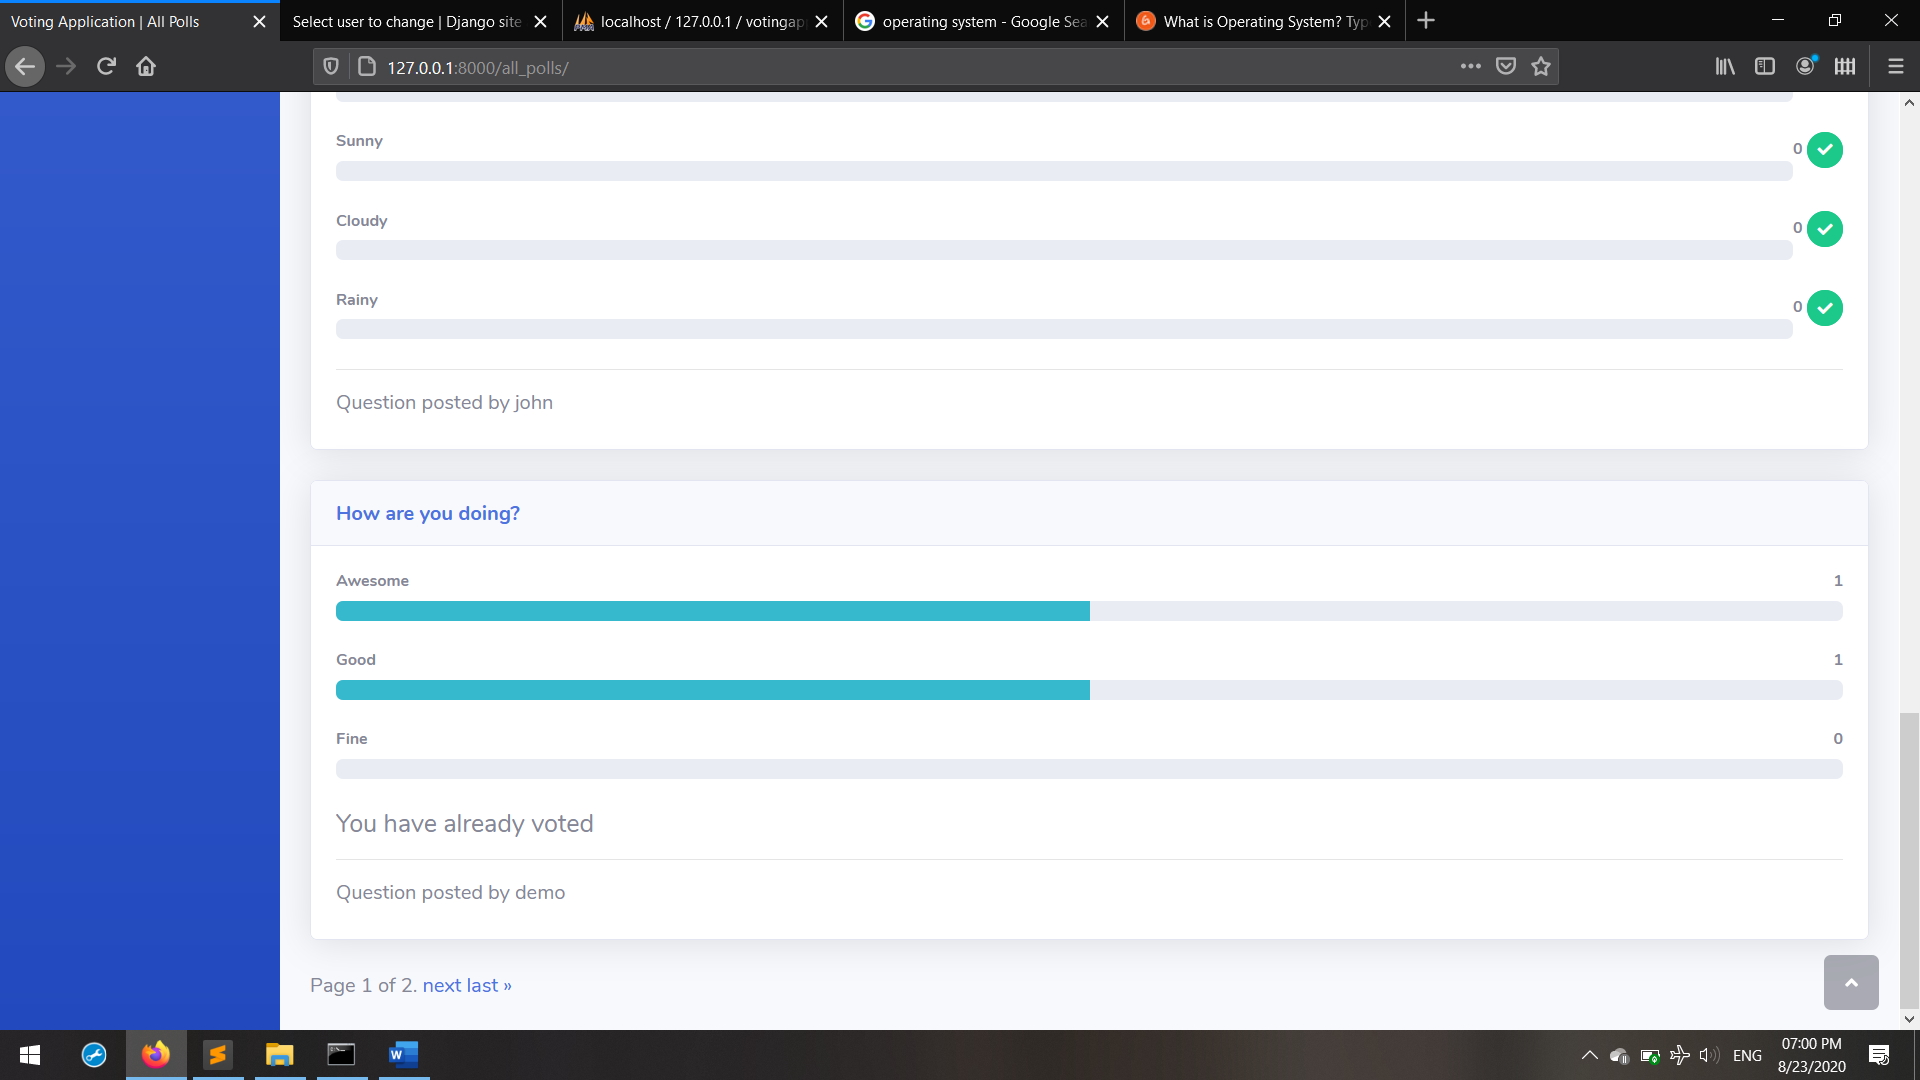 Voting Application | All Polls
Select user to change | Django site
localhost / 127.0.0.1 / votingapp
operating system - Google Sea
What is Operating System? Typ
127.0.0.1:8000/all_polls/
Sunny
0
Cloudy
0
Rainy
0
Question posted by john
How are you doing?
Awesome
1
Good
1
Fine
0
You have already voted
Question posted by demo
Page 1 of 2. next last »
ENG
07:00 PM
8/23/2020